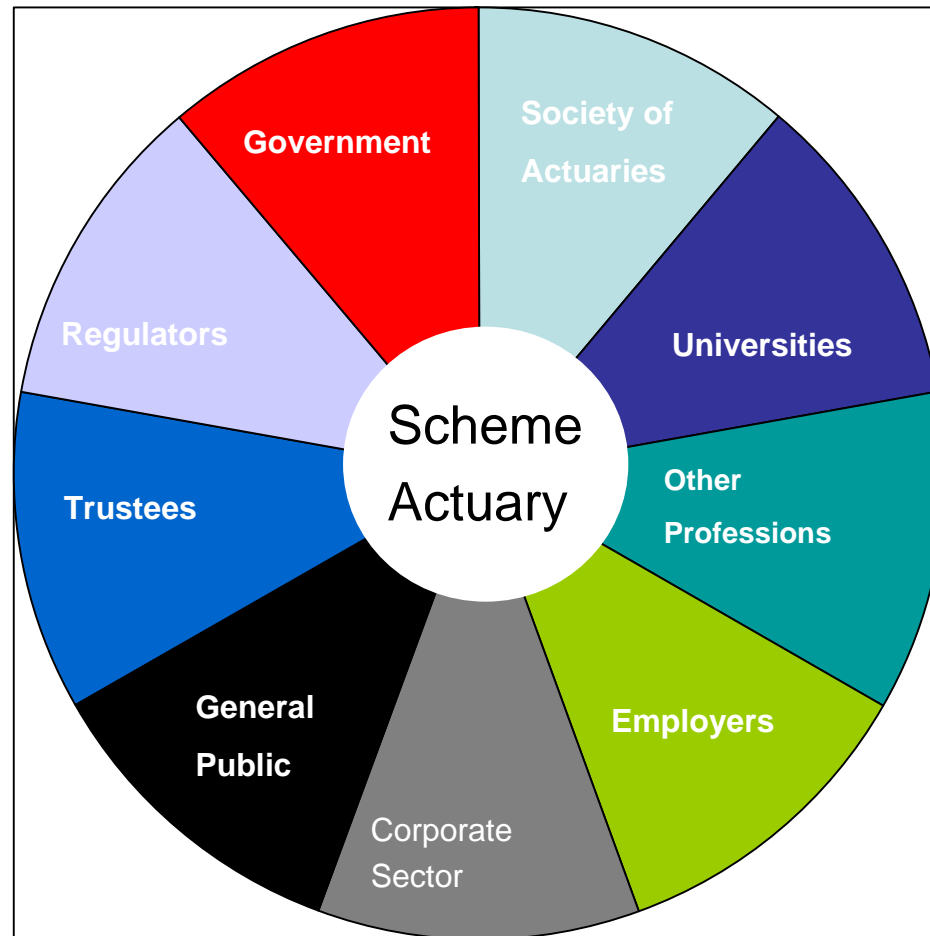 Government
Society of
Actuaries
Regulators
Universities
Scheme
Actuary
Trustees
Other
Professions
General
Public
Employers
Corporate
Sector